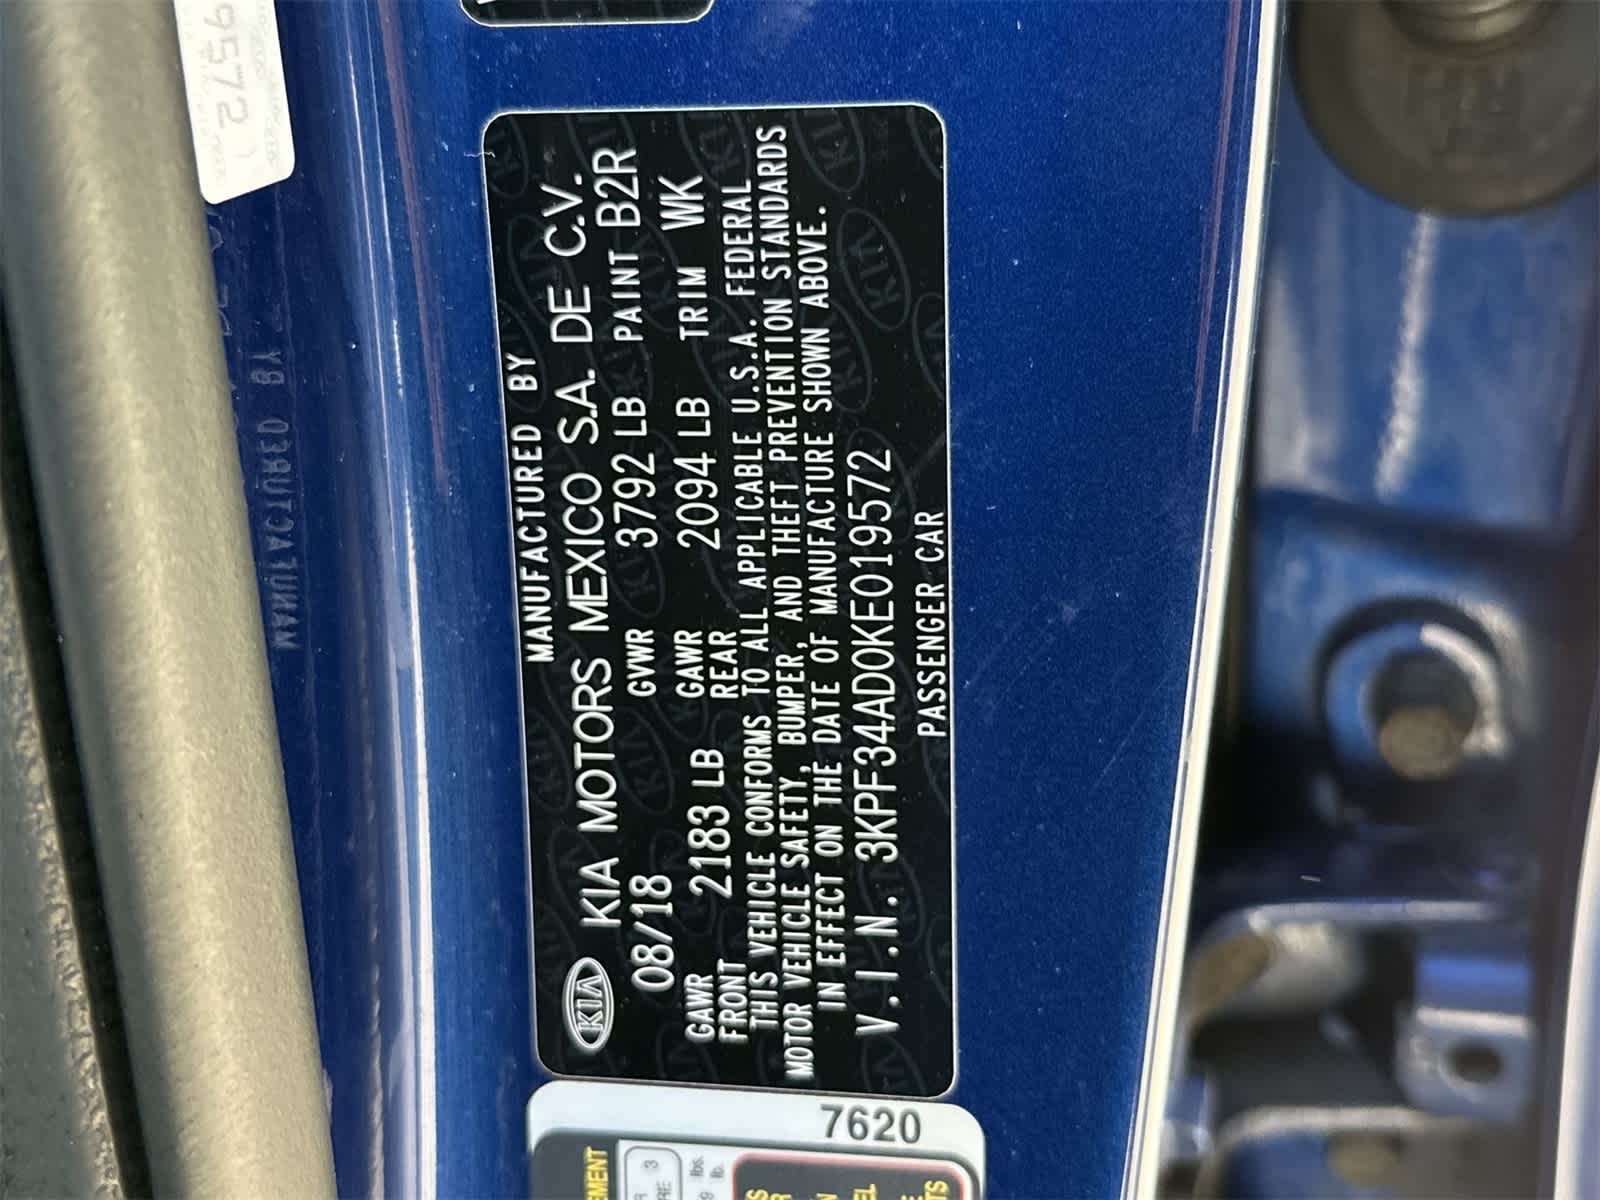 MANUFACTURED BY
KIA KIA MOTORS MEXICO S.A. DE C.V.
08/18 GVWR 3792 LB PAINT B2R
GAWR FRONT 2183 LB GAWR REAR 2094 LB TRIM WK
THIS VEHICLE CONFORMS TO ALL APPLICABLE U.S.A. FEDERAL
MOTOR VEHICLE SAFETY, BUMPER, AND THEFT PREVENTION STANDARDS
IN EFFECT ON THE DATE OF MANUFACTURE SHOWN ABOVE.
V.I.N. 3KPF34AD0KE019572
PASSENGER CAR
7620
9572